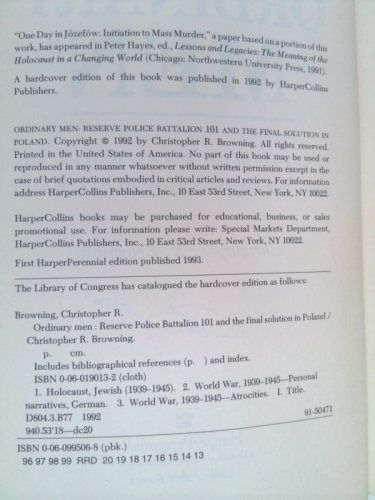 "One Day in Józefów: Initiation to Mass Murder," a paper based on a portion of this
work, has appeared in Peter Hayes, ed., Lessons and Legacies: The Meaning of the
Holocaust in a Changing World (Chicago: Northwestern University Press, 1991).
A hardcover edition of this book was published in 1992 by HarperCollins
Publishers.
ORDINARY MEN: RESERVE POLICE BATTALION 101 AND THE FINAL SOLUTION IN
POLAND. Copyright © 1992 by Christopher R. Browning. All rights reserved.
Printed in the United States of America. No part of this book may be used or
reproduced in any manner whatsoever without written permission except in the
case of brief quotations embodied in critical articles and reviews. For information
address HarperCollins Publishers, Inc., 10 East 53rd Street, New York, NY 10022.
HarperCollins books may be purchased for educational, business, or sales
promotional use. For information please write: Special Markets Department,
HarperCollins Publishers, Inc., 10 East 53rd Street, New York, NY 10022.
First HarperPerennial edition published 1993.
The Library of Congress has catalogued the hardcover edition as follows:
Browning, Christopher R.
Ordinary men : Reserve Police Battalion 101 and the final solution in Poland /
Christopher R. Browning.
p. cm.
Includes bibliographical references (p. ) and index.
ISBN 0-06-019013-2 (cloth)
1. Holocaust, Jewish (1939-1945). 2. World War, 1939-1945—Personal
narratives, German. 3. World War, 1939-1945—Atrocities. I. Title.
D804.3.B77 1992
940.53'18—dc20 91-50471
ISBN 0-06-099506-8 (pbk.)
96 97 98 99 RRD 20 19 18 17 16 15 14 13